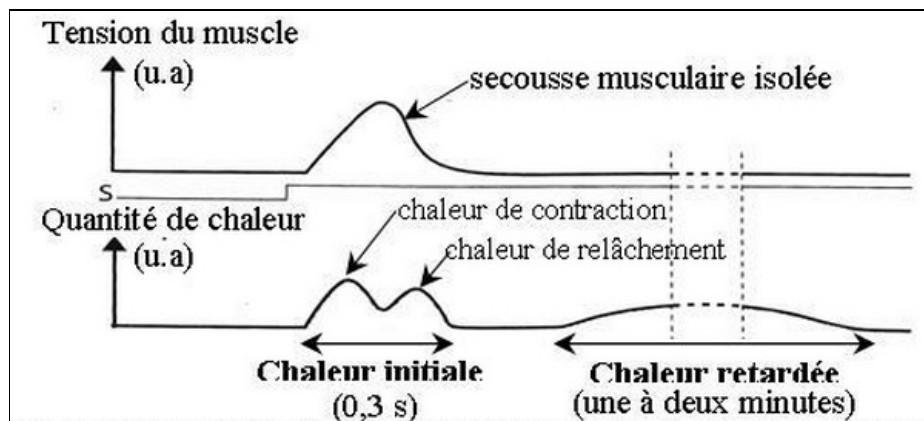 Tension du muscle
(u.a)
secousse musculaire isolée
S
Quantité de chaleur
(u.a)
chaleur de contraction
chaleur de relâchement
Chaleur initiale
(0,3 s)
Chaleur retardée
(une à deux minutes)